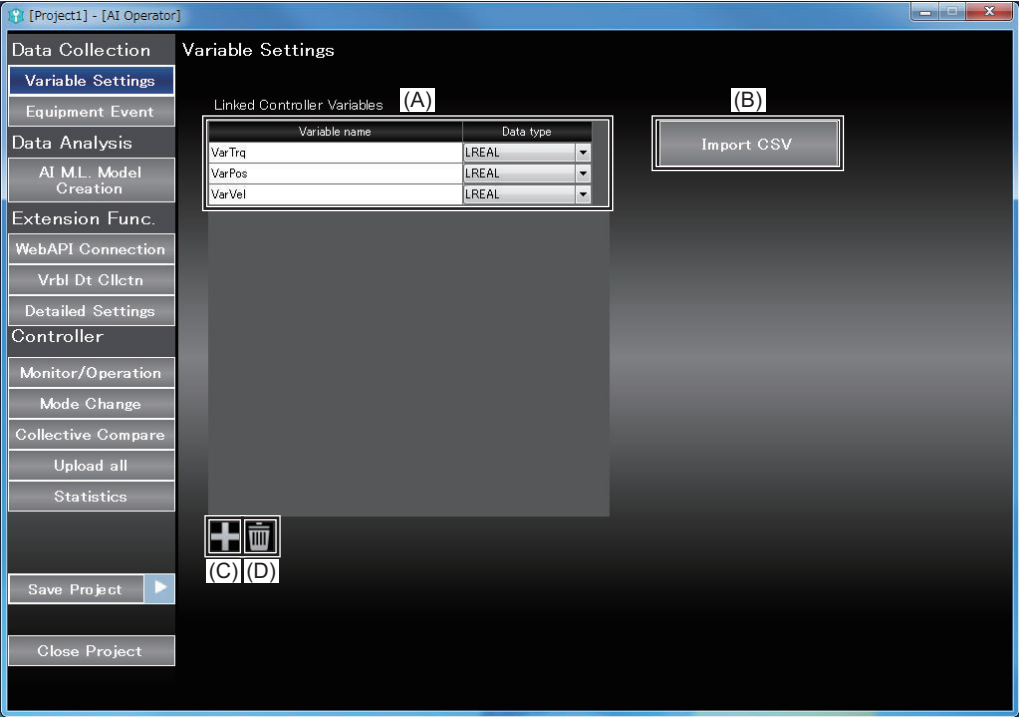 [Project1] - [AI Operator]
Data Collection
Variable Settings
Equipment Event
Data Analysis
AI M.L. Model
Creation
Extension Func.
WebAPI Connection
Vrbl Dt Cllctn
Detailed Settings
Controller
Monitor/Operation
Mode Change
Collective Compare
Upload all
Statistics
Save Project
Close Project
Variable Settings
Linked Controller Variables (A)
Variable name Data type
VarTrq LREAL
VarPos LREAL
VarVel LREAL
(B)
Import CSV
(C) (D)